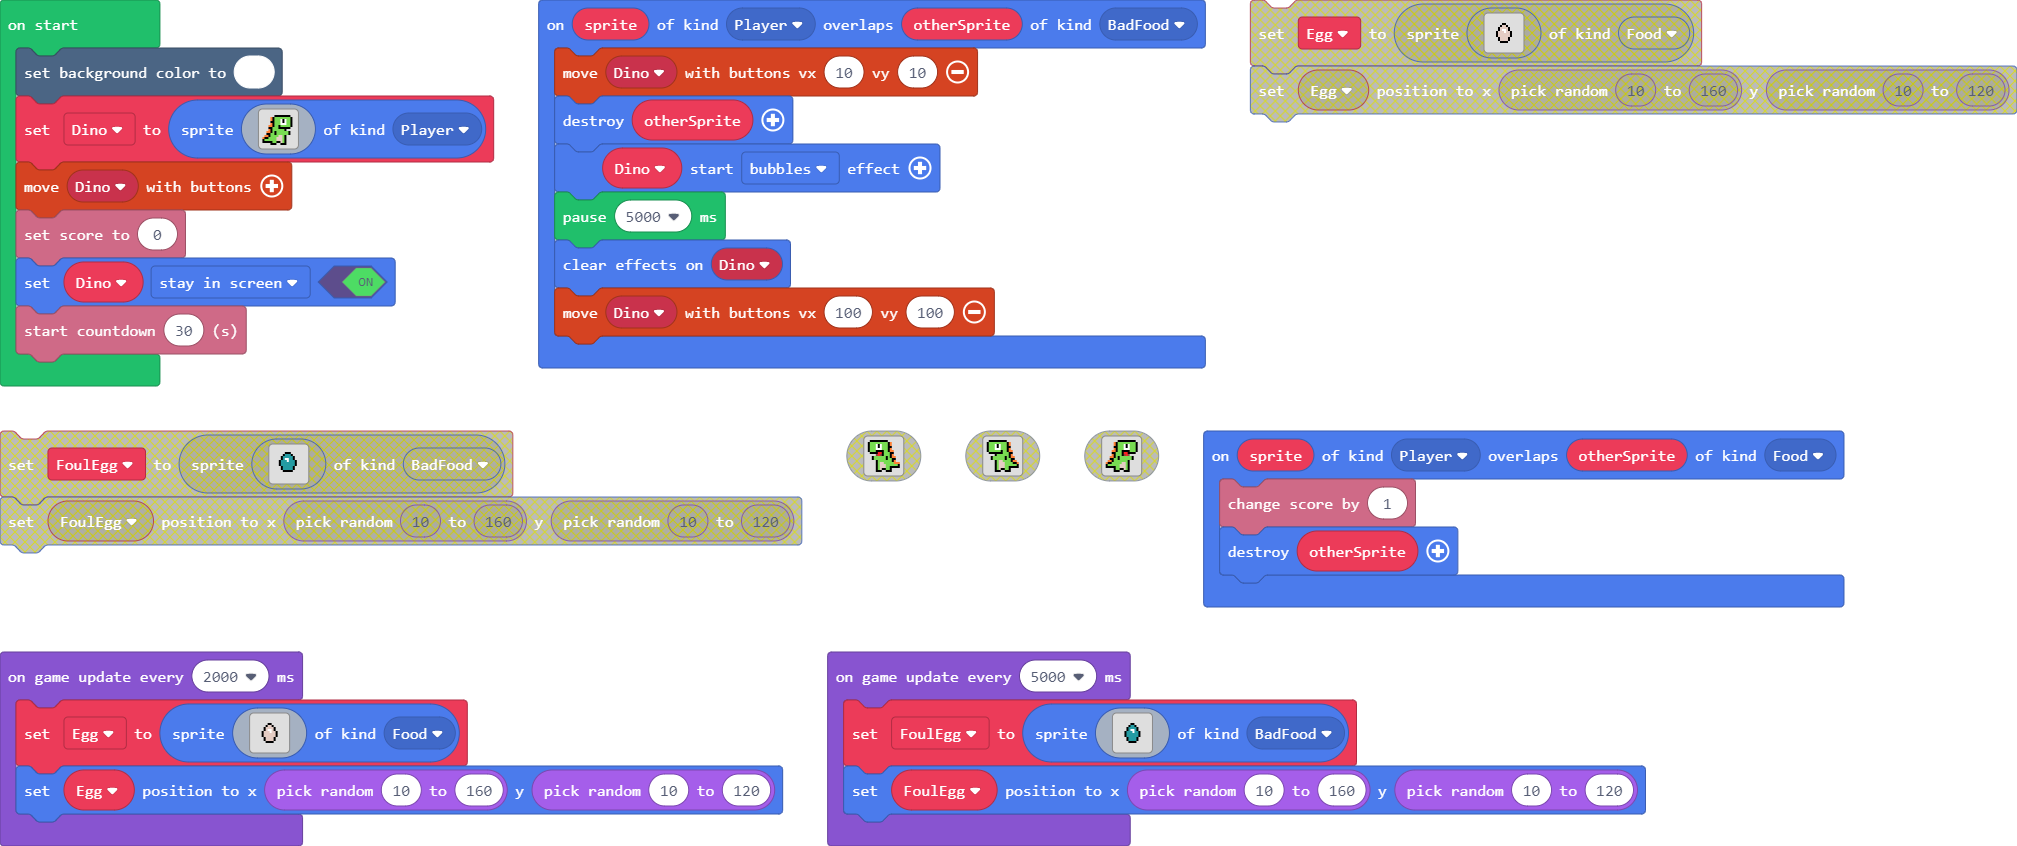 on start
set background color to
set Dino to sprite of kind Player
move Dino with buttons
set score to 0
set Dino stay in screen ON
start countdown 30 (s)
on sprite of kind Player overlaps otherSprite of kind BadFood
move Dino with buttons vx 10 vy 10
destroy otherSprite
Dino start bubbles effect
pause 5000 ms
clear effects on Dino
move Dino with buttons vx 100 vy 100
set Egg to sprite of kind Food
set Egg position to x pick random 10 to 160 y pick random 10 to 120
set FoulEgg to sprite of kind BadFood
set FoulEgg position to x pick random 10 to 160 y pick random 10 to 120
on sprite of kind Player overlaps otherSprite of kind Food
change score by 1
destroy otherSprite
on game update every 2000 ms
set Egg to sprite of kind Food
set Egg position to x pick random 10 to 160 y pick random 10 to 120
on game update every 5000 ms
set FoulEgg to sprite of kind BadFood
set FoulEgg position to x pick random 10 to 160 y pick random 10 to 120